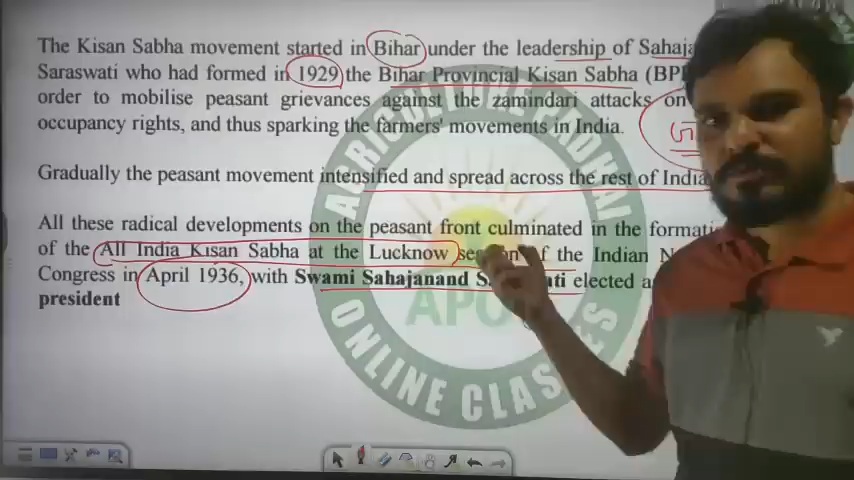 The Kisan Sabha movement started in Bihar under the leadership of
Saraswati who had formed in 1929 the Bihar Provincial Kisan Sabha
order to mobilise peasant grievances against the zamindari attacks on
occupancy rights, and thus sparking the farmers' movements in India.
Gradually the peasant movement intensified and spread across the rest of India
All these radical developments on the peasant front culminated in the
of the All India Kisan Sabha at the Lucknow of the Indian
Congress in April 1936, with Swami Sahajanand elected
president
AGRICULTURE PADHAI
ONLINE CLASSES